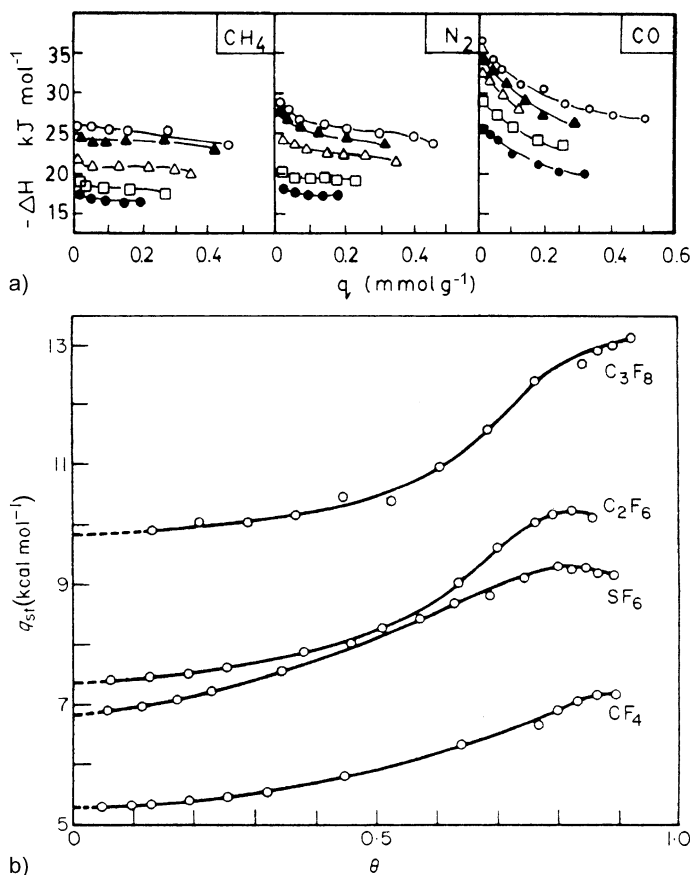 CH₄ N₂ CO
-ΔH kJ mol⁻¹
35
30
25
20
15
0 0.2 0.4 0 0.2 0.4 0 0.2 0.4 0.6
q (mmol g⁻¹)
a)
q_st (kcal mol⁻¹)
13
11
9
7
5
C₃F₈
C₂F₆
SF₆
CF₄
0 0.5 1.0
θ
b)